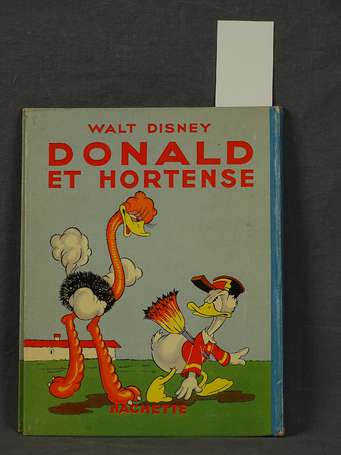 WALT DISNEY
DONALD
ET HORTENSE
HACHETTE